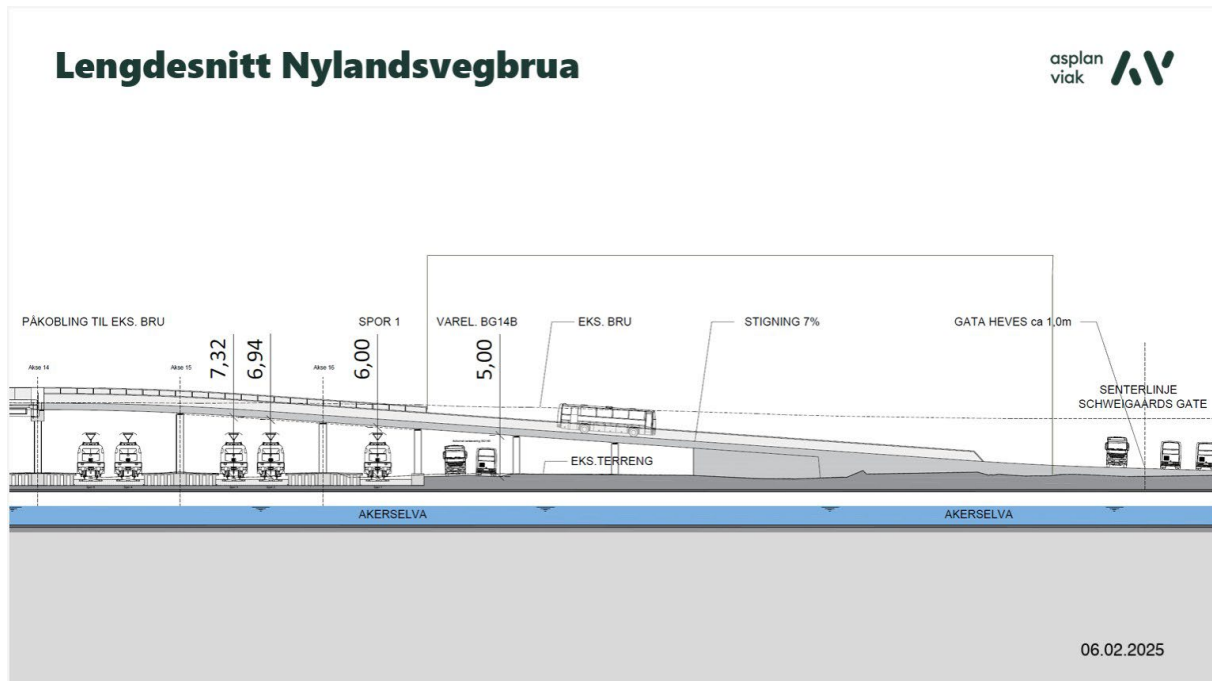 Lengdesnitt Nylandsvegbrua
asplan
viak
PÅKOBLING TIL EKS. BRU
SPOR 1
VAREL. BG14B
EKS. BRU
STIGNING 7%
GATA HEVES ca 1,0m
7,32
6,94
6,00
5,00
Akse 14
Akse 15
Akse 16
SENTERLINJE
SCHWEIGAARDS GATE
EKS.TERRENG
AKERSELVA
AKERSELVA
06.02.2025